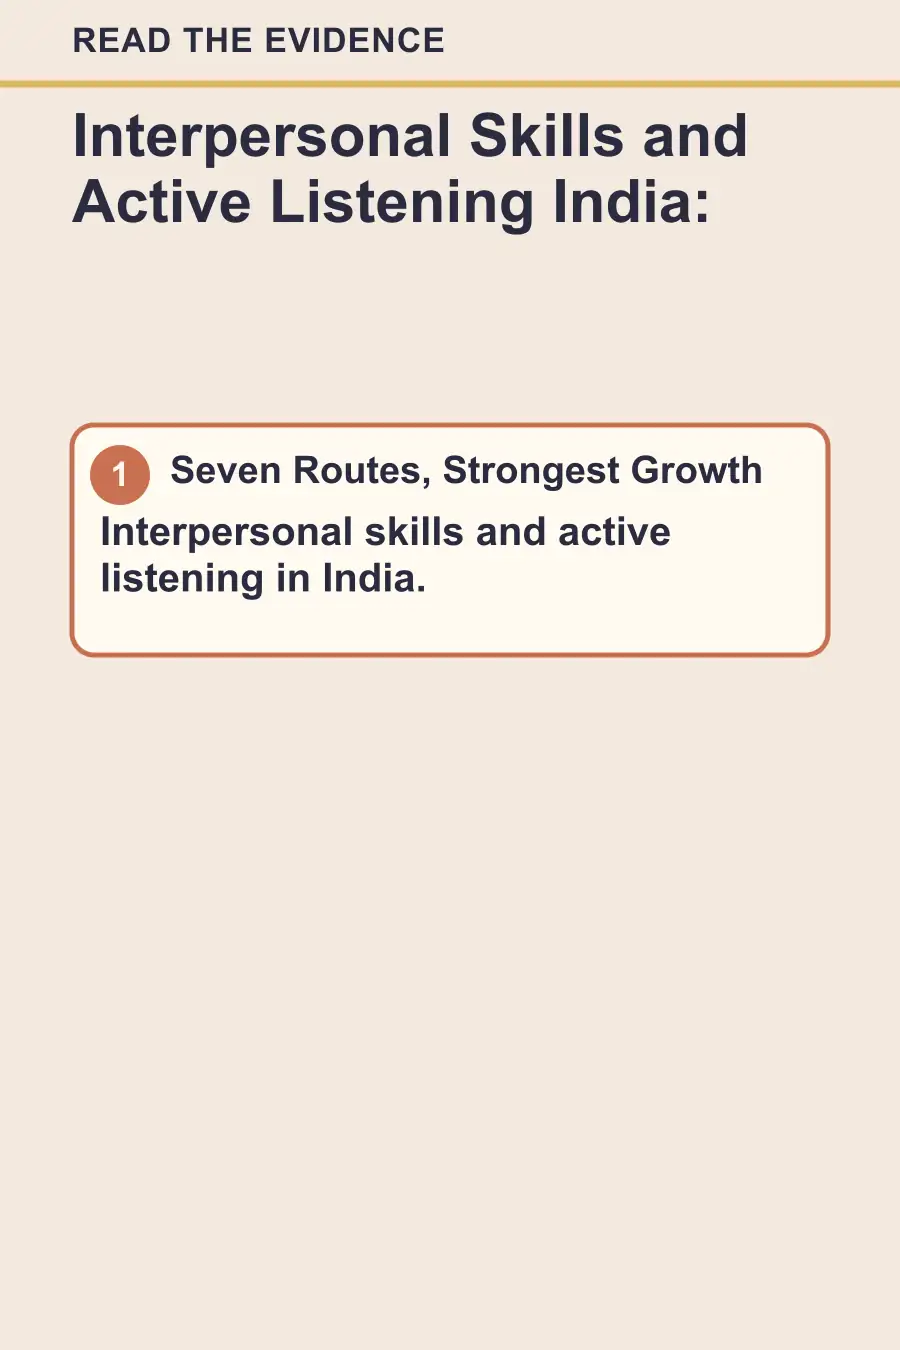 READ THE EVIDENCE
Interpersonal Skills and
Active Listening India:
1 Seven Routes, Strongest Growth
Interpersonal skills and active
listening in India.